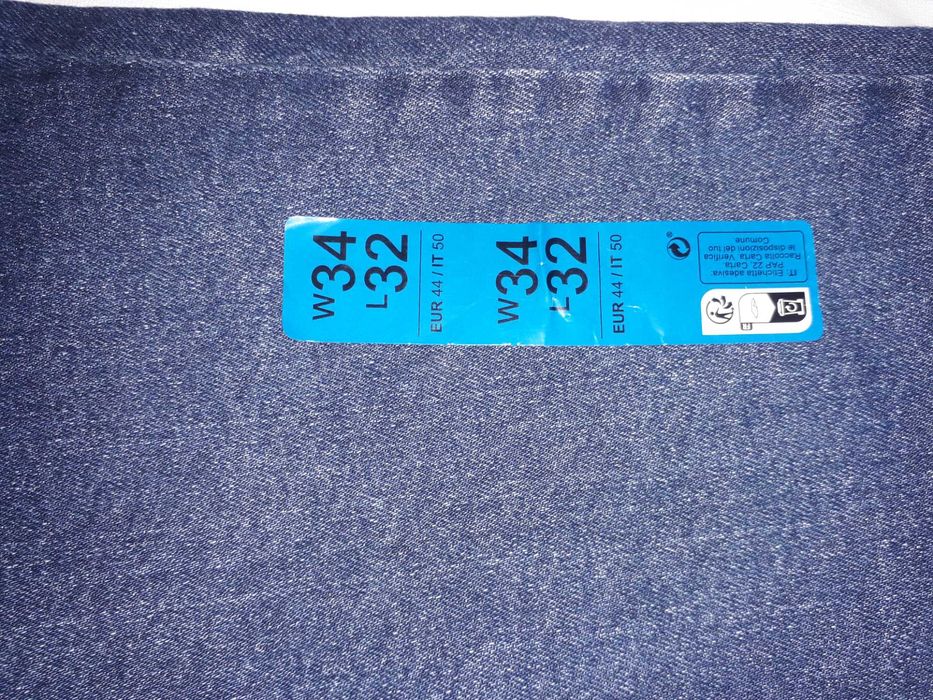 W34
L32
EUR 44 / IT 50
W34
L32
EUR 44 / IT 50
®
IT: Etichetta adesiva:
PAP 22. Carta.
Raccolta Carta. Verifica
le disposizioni del tuo
Comune
FR